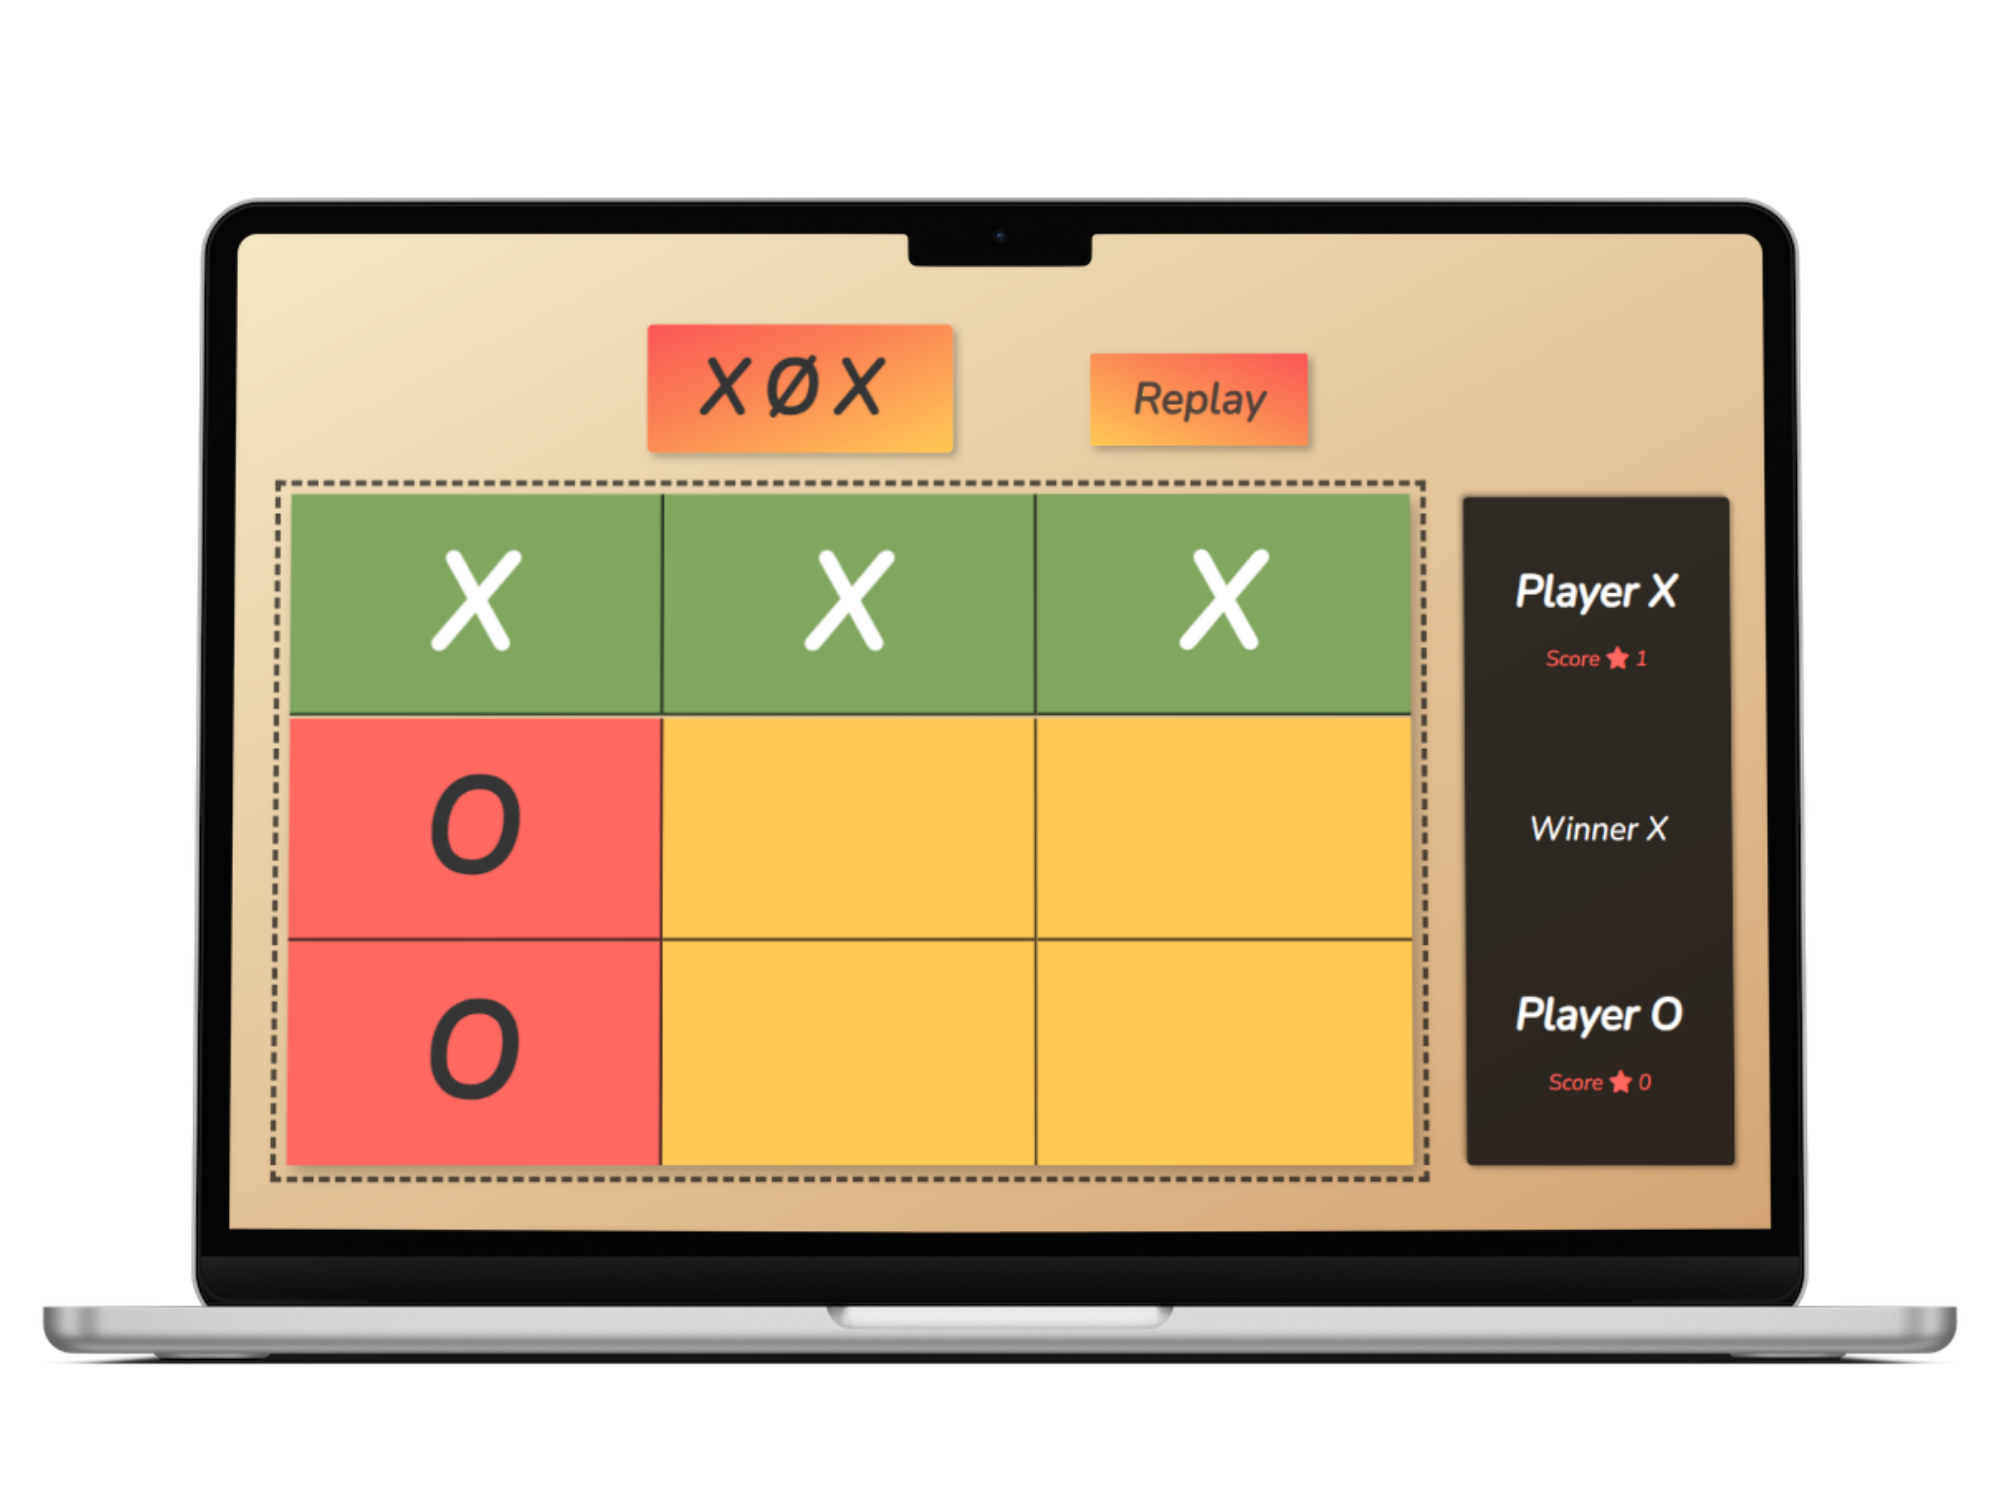 XØX
Replay
X X X
O
O
Player X
Score 1
Winner X
Player O
Score 0